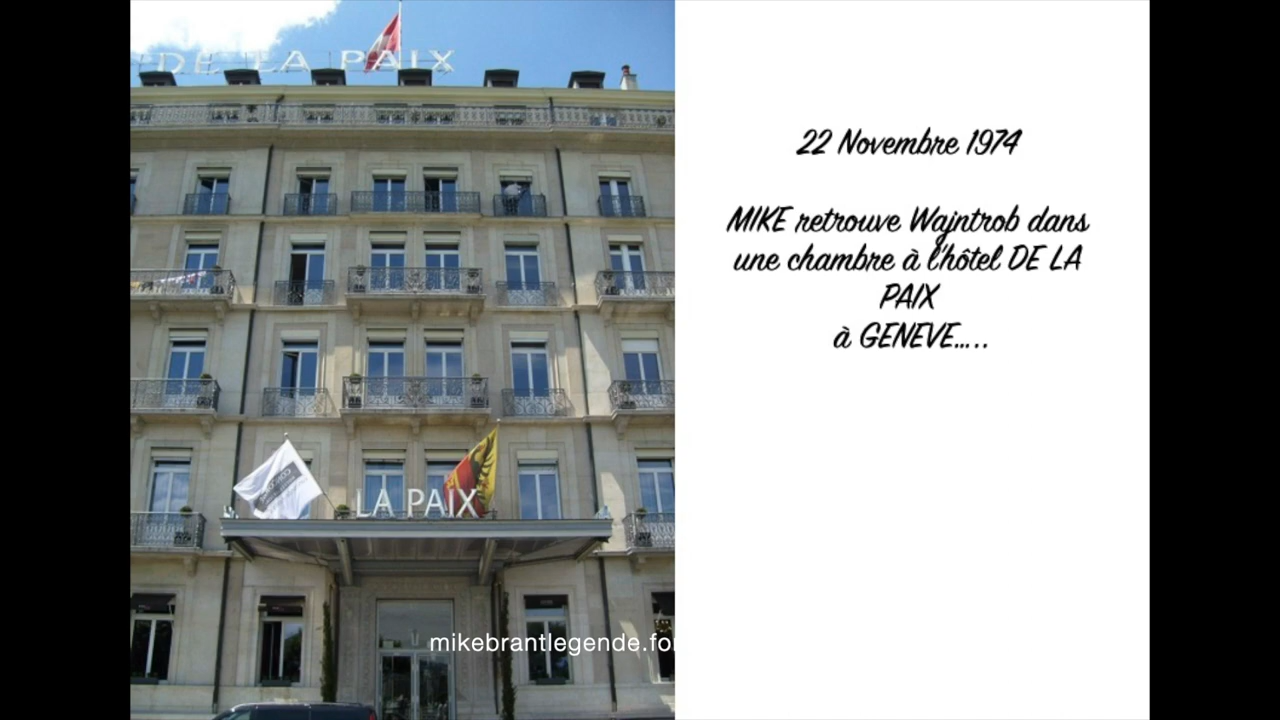 DE LA PAIX
LA PAIX
mikebrantlegende.for
22 Novembre 1974
MIKE retrouve Wajntrob dans
une chambre à l'hôtel DE LA
PAIX
à GENEVE.....